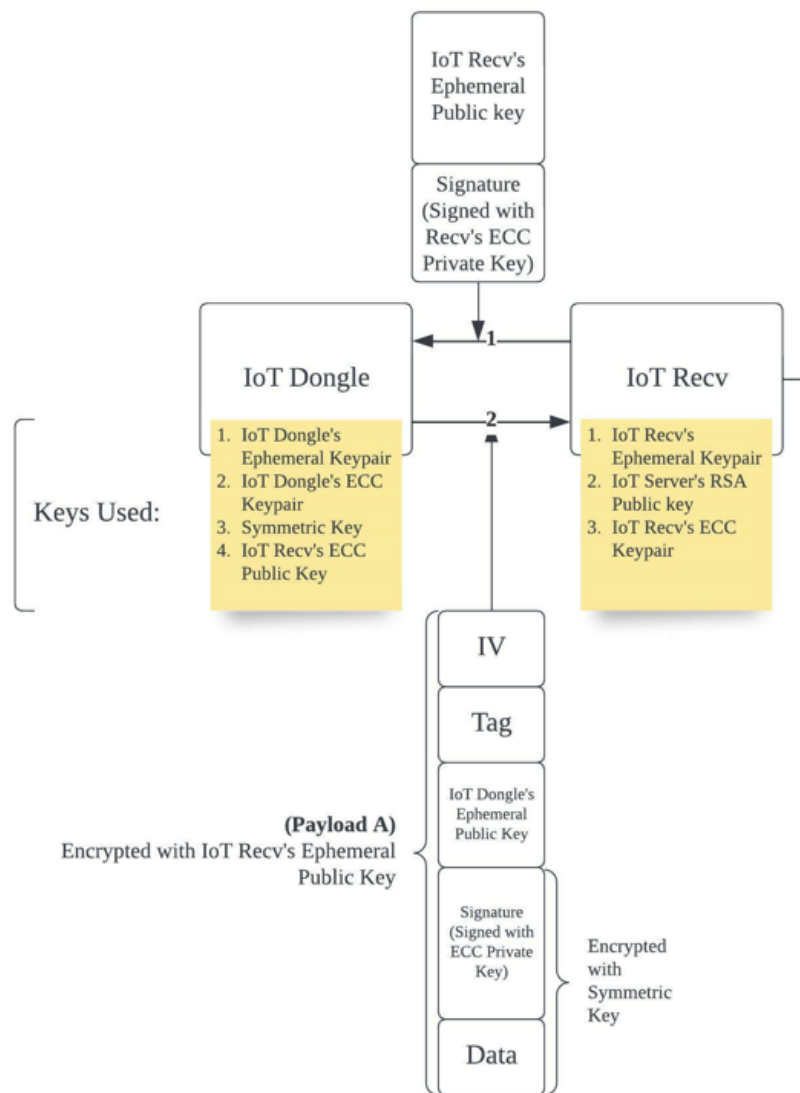 IoT Recv's
Ephemeral
Public key
Signature
(Signed with
Recv's ECC
Private Key)
1
IoT Dongle
IoT Recv
2
Keys Used:
1. IoT Dongle's
Ephemeral Keypair
2. IoT Dongle's ECC
Keypair
3. Symmetric Key
4. IoT Recv's ECC
Public Key
1. IoT Recv's
Ephemeral Keypair
2. IoT Server's RSA
Public key
3. IoT Recv's ECC
Keypair
IV
Tag
IoT Dongle's
Ephemeral
Public Key
(Payload A)
Encrypted with IoT Recv's Ephemeral
Public Key
Signature
(Signed with
ECC Private
Key)
Encrypted
with
Symmetric
Key
Data